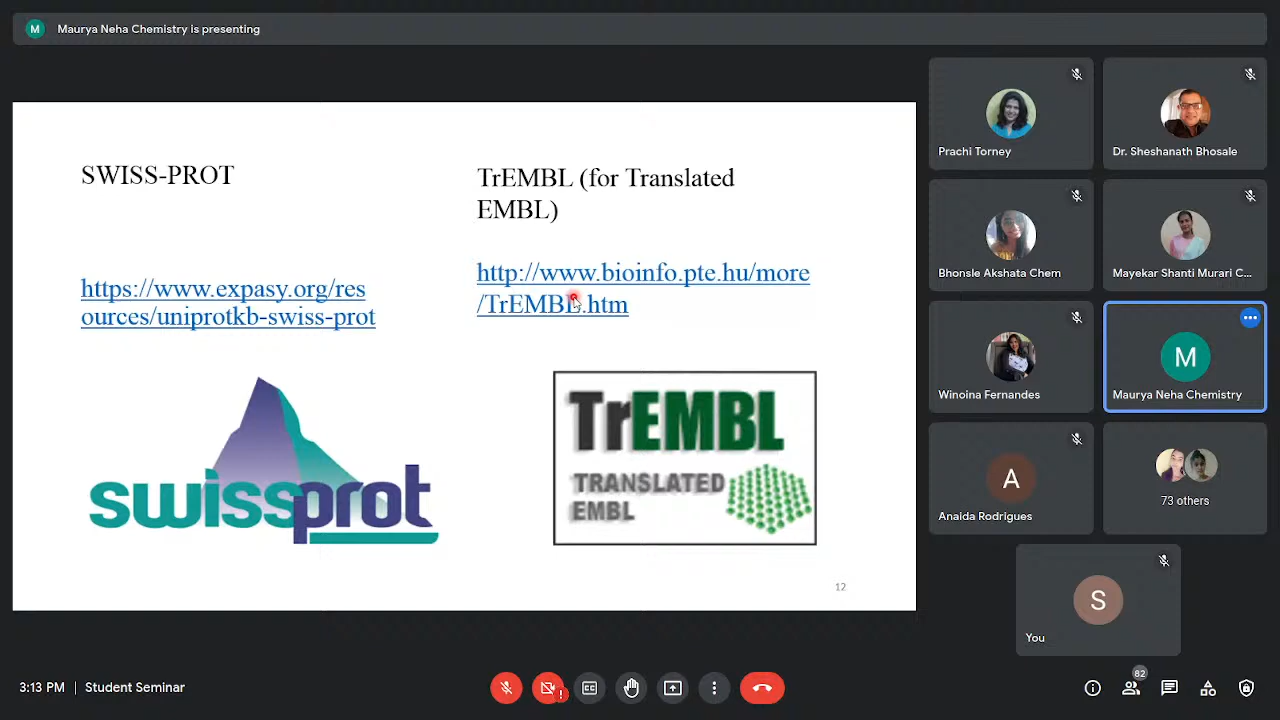 M Maurya Neha Chemistry is presenting
SWISS-PROT
https://www.expasy.org/res
ources/uniprotkb-swiss-prot
swissprot
TrEMBL (for Translated
EMBL)
http://www.bioinfo.pte.hu/more
/TrEMBL.htm
TrEMBL
TRANSLATED
EMBL
12
Prachi Torney
Dr. Sheshanath Bhosale
Bhonsle Akshata Chem
Mayekar Shanti Murari C...
Winoina Fernandes
M
Maurya Neha Chemistry
A
Analda Rodrigues
73 others
S
You
3:13 PM | Student Seminar
CC
82